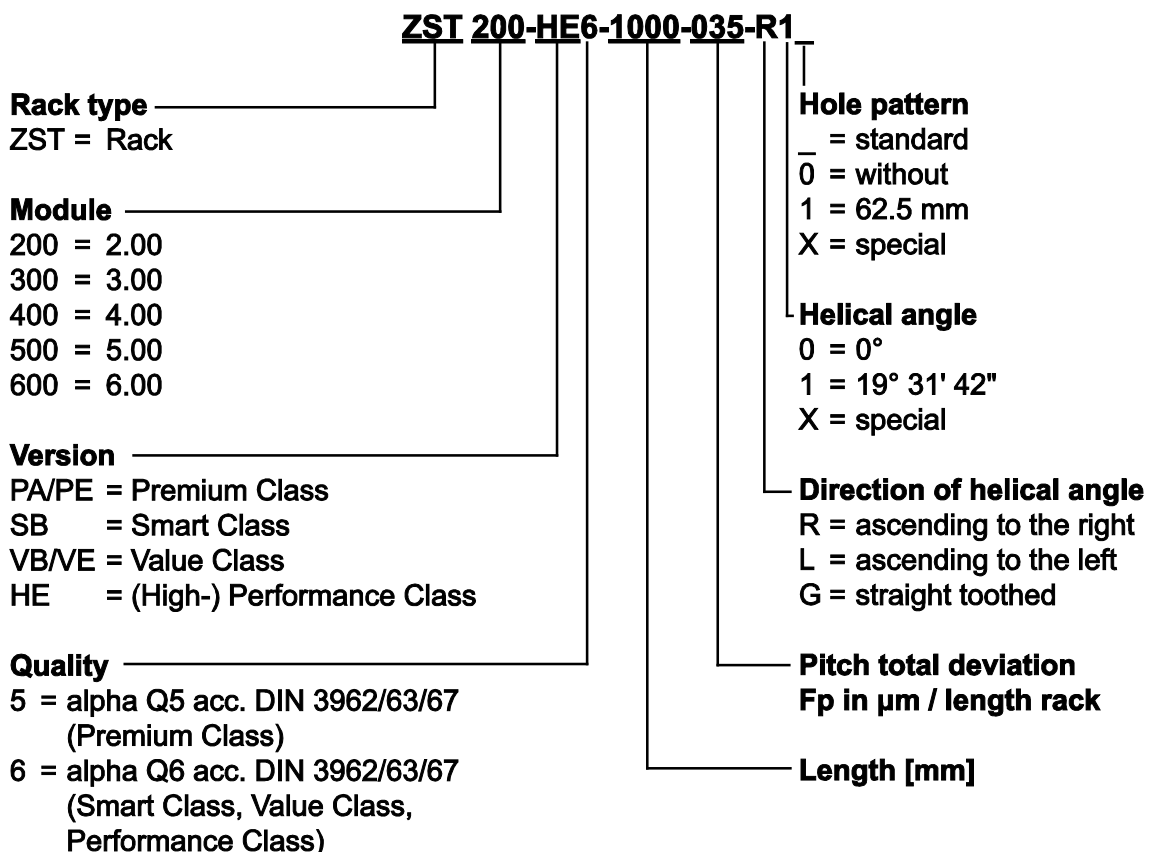 ZST 200-HE6-1000-035-R1_
Rack type
ZST = Rack
Module
200 = 2.00
300 = 3.00
400 = 4.00
500 = 5.00
600 = 6.00
Version
PA/PE = Premium Class
SB = Smart Class
VB/VE = Value Class
HE = (High-) Performance Class
Quality
5 = alpha Q5 acc. DIN 3962/63/67
(Premium Class)
6 = alpha Q6 acc. DIN 3962/63/67
(Smart Class, Value Class,
Performance Class)
Hole pattern
_ = standard
0 = without
1 = 62.5 mm
X = special
Helical angle
0 = 0°
1 = 19° 31' 42"
X = special
Direction of helical angle
R = ascending to the right
L = ascending to the left
G = straight toothed
Pitch total deviation
Fp in µm / length rack
Length [mm]